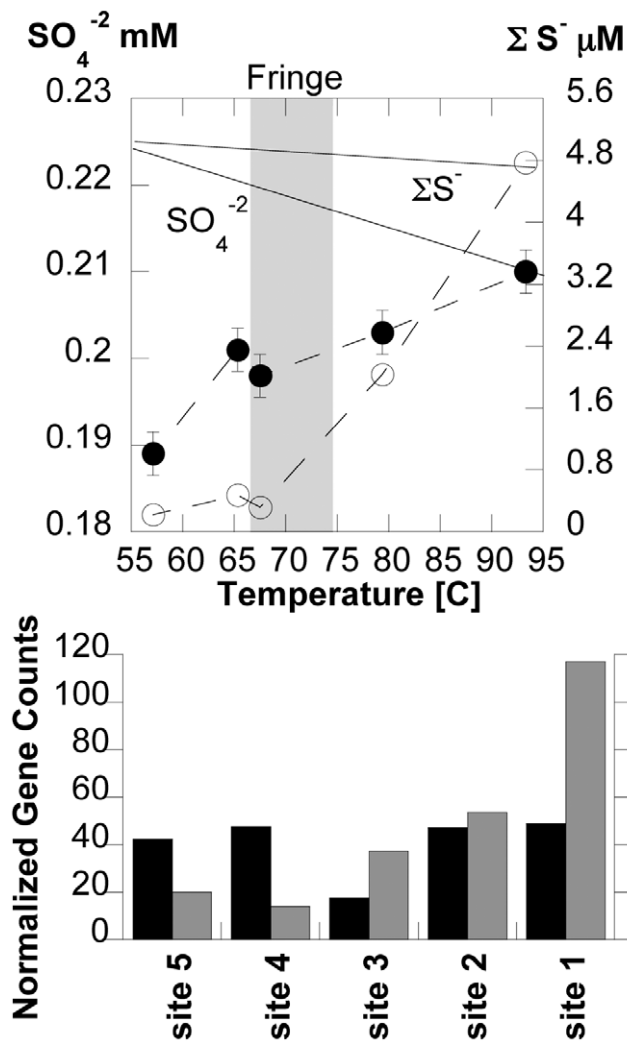 SO₄⁻² mM
Σ S⁻ μM
Fringe
0.23
0.22
0.21
0.2
0.19
0.18
5.6
4.8
4
3.2
2.4
1.6
0.8
0
ΣS⁻
SO₄⁻²
55 60 65 70 75 80 85 90 95
Temperature [C]
Normalized Gene Counts
120
100
80
60
40
20
0
site 5
site 4
site 3
site 2
site 1